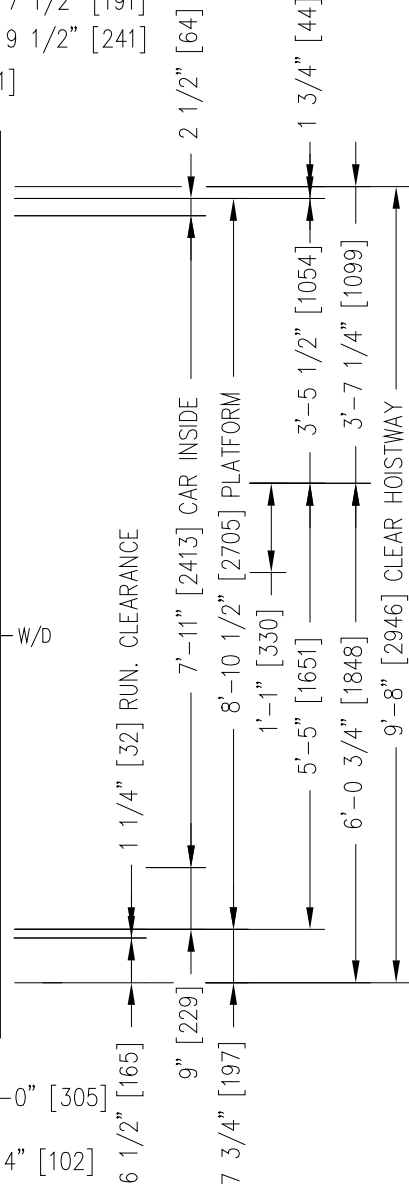 7 1/2" [191]
9 1/2" [241]
1]
2 1/2" [64]
1 3/4" [44]
3'-5 1/2" [1054]
3'-7 1/4" [1099]
7'-11" [2413] CAR INSIDE
8'-10 1/2" [2705] PLATFORM
1'-1" [330]
5'-5" [1651]
6'-0 3/4" [1848]
9'-8" [2946] CLEAR HOISTWAY
W/D
1 1/4" [32] RUN. CLEARANCE
9" [229]
6 1/2" [165]
7 3/4" [197]
-0" [305]
4" [102]